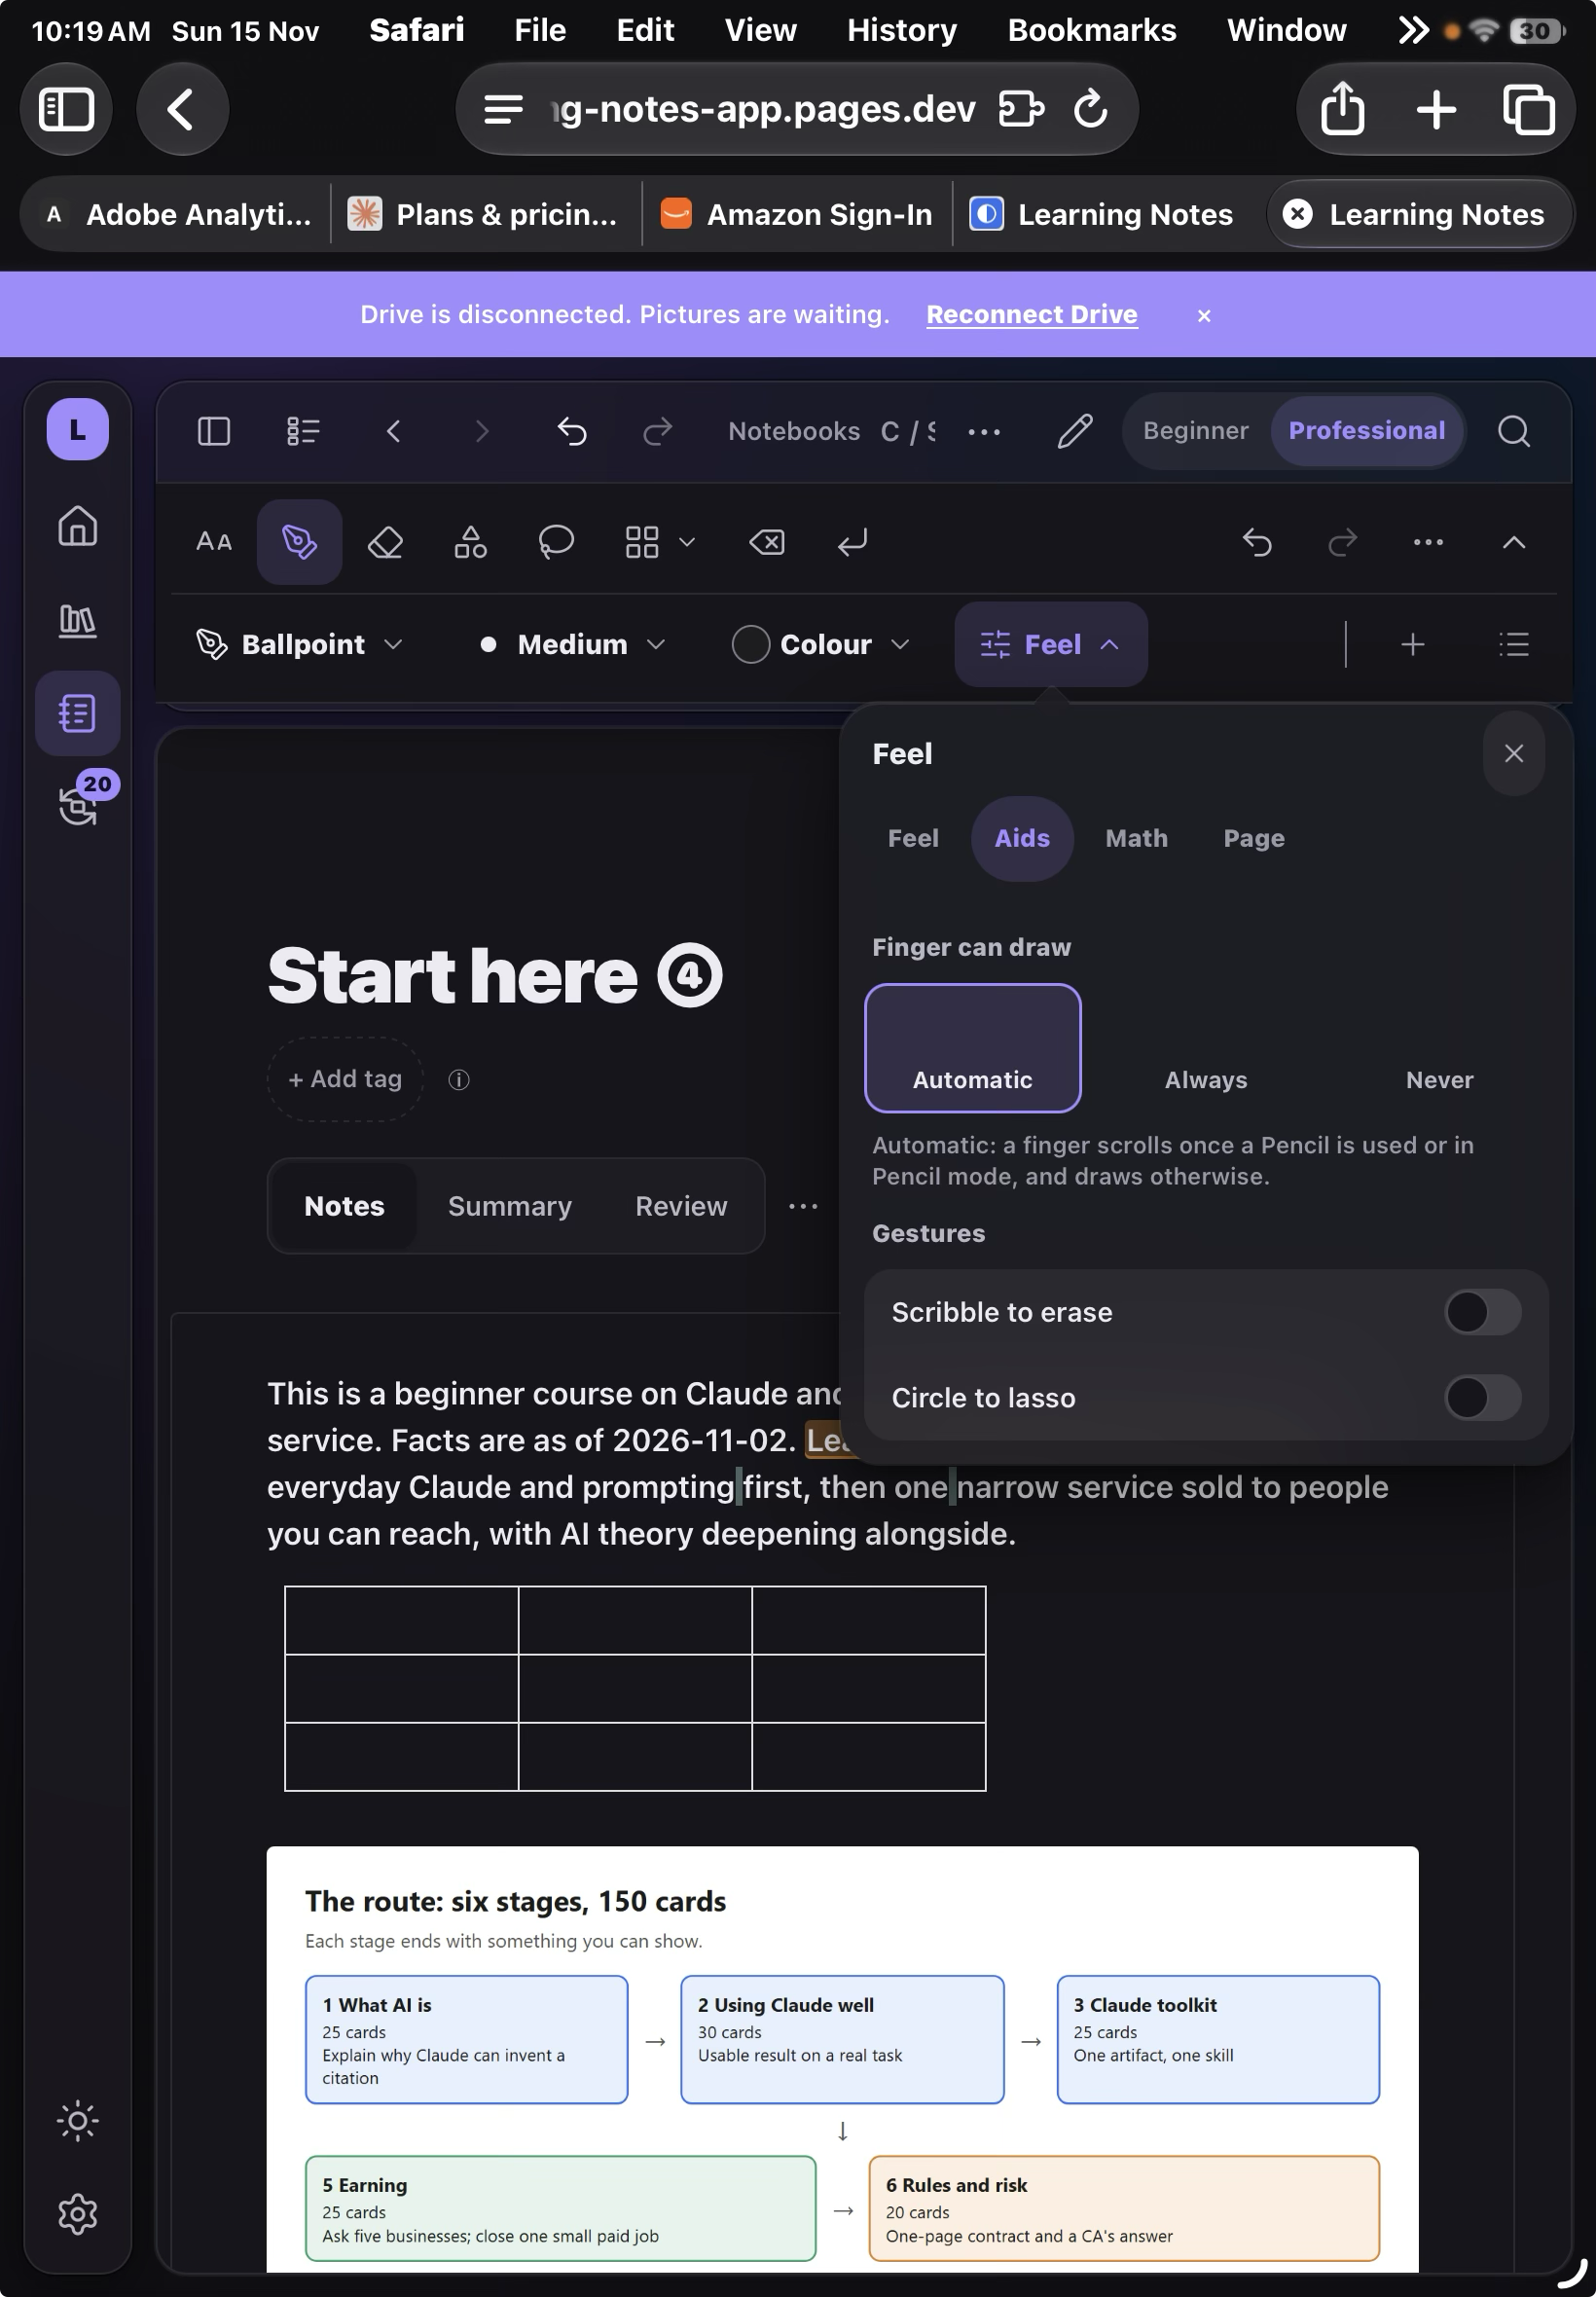 10:19 AM Sun 15 Nov Safari File Edit View History Bookmarks Window 30
g-notes-app.pages.dev
A Adobe Analyti... Plans & pricin... Amazon Sign-In Learning Notes Learning Notes
Drive is disconnected. Pictures are waiting. Reconnect Drive
L
Notebooks C / Beginner Professional
AA
Ballpoint Medium Colour Feel
20
Feel
Feel Aids Math Page
Finger can draw
Automatic Always Never
Automatic: a finger scrolls once a Pencil is used or in
Pencil mode, and draws otherwise.
Gestures
Scribble to erase
Circle to lasso
Start here ④
+ Add tag
Notes Summary Review
This is a beginner course on Claude and
service. Facts are as of 2026-11-02.
everyday Claude and prompting first, then one narrow service sold to people
you can reach, with AI theory deepening alongside.
The route: six stages, 150 cards
Each stage ends with something you can show.
1 What AI is
25 cards
Explain why Claude can invent a
citation
2 Using Claude well
30 cards
Usable result on a real task
3 Claude toolkit
25 cards
One artifact, one skill
5 Earning
25 cards
Ask five businesses; close one small paid job
6 Rules and risk
20 cards
One-page contract and a CA's answer